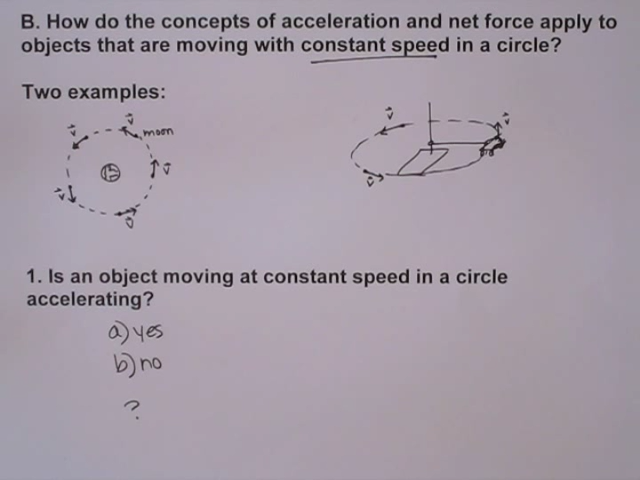 B. How do the concepts of acceleration and net force apply to
objects that are moving with constant speed in a circle?
Two examples:
v
v
moon
v
v
v
v
v
v
1. Is an object moving at constant speed in a circle
accelerating?
a) yes
b) no
?